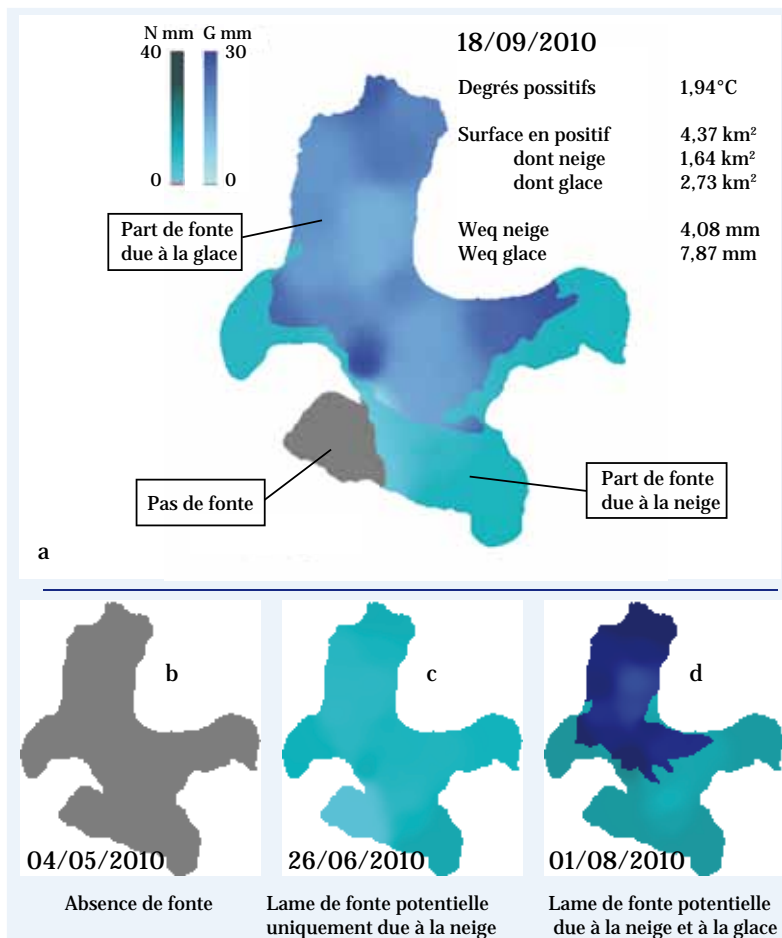 N mm G mm
40 30
0 0
18/09/2010
Degrés possitifs 1,94°C
Surface en positif 4,37 km²
dont neige 1,64 km²
dont glace 2,73 km²
Weq neige 4,08 mm
Weq glace 7,87 mm
Part de fonte
due à la glace
Pas de fonte
Part de fonte
due à la neige
a
b
c
d
04/05/2010
26/06/2010
01/08/2010
Absence de fonte
Lame de fonte potentielle
uniquement due à la neige
Lame de fonte potentielle
due à la neige et à la glace